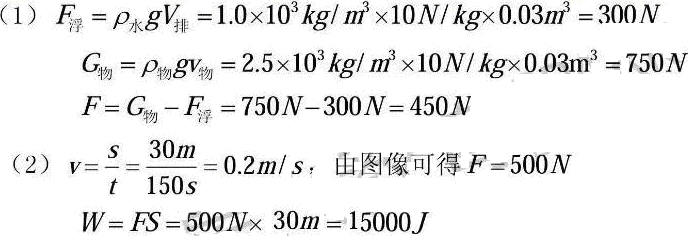 （1） F浮 = ρ水gV排 = 1.0×10³kg/m³×10N/kg×0.03m³ = 300N
G物 = ρ物gv物 = 2.5×10³kg/m³×10N/kg×0.03m³ = 750N
F = G物 − F浮 = 750N − 300N = 450N
（2） v = s/t = 30m/150s = 0.2m/s， 由图像可得 F = 500N
W = FS = 500N× 30m = 15000J